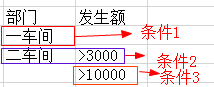 部门 发生额
一车间 条件1
二车间 >3000 条件2
>10000 条件3